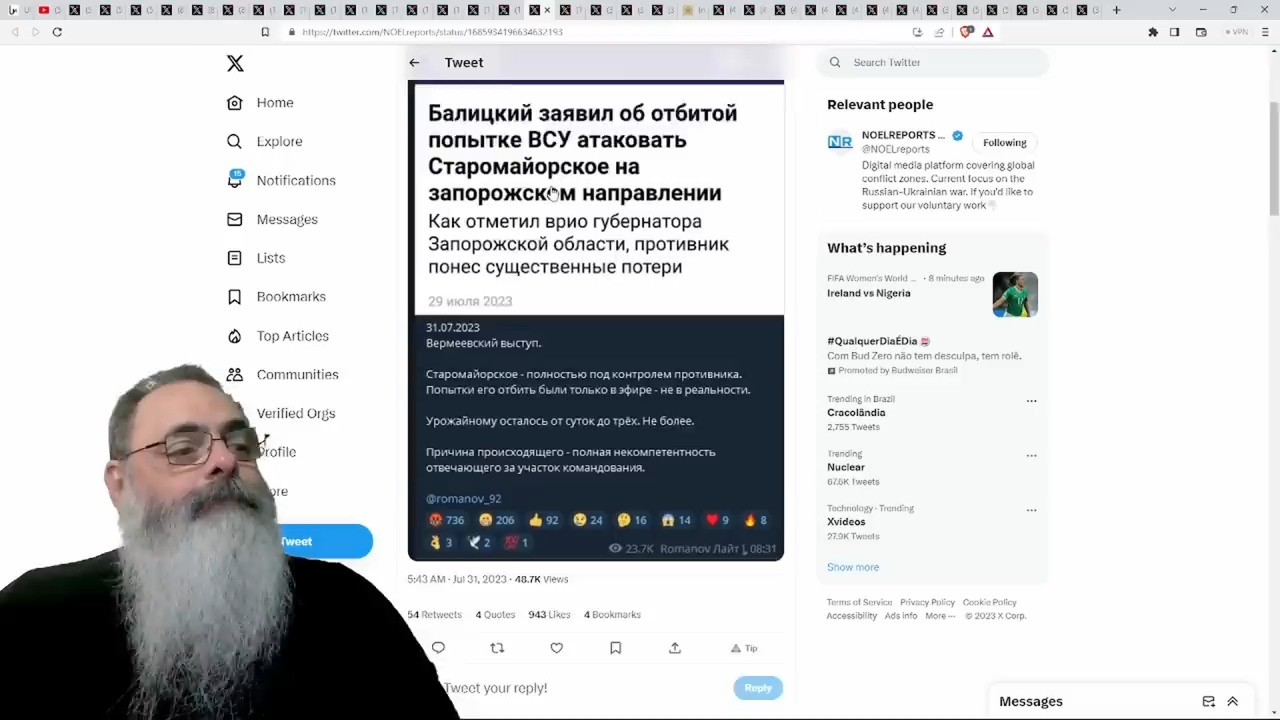 https://twitter.com/NOELreports/status/1685934196634632193
VPN
Tweet
Search Twitter
Home
Explore
15
Notifications
Messages
Lists
Bookmarks
Top Articles
Communities
Verified Orgs
rofile
ore
Tweet
Балицкий заявил об отбитой
попытке ВСУ атаковать
Старомайорское на
запорожском направлении
Как отметил врио губернатора
Запорожской области, противник
понес существенные потери
29 июля 2023
31.07.2023
Вермеевский выступ.
Старомайорское - полностью под контролем противника.
Попытки его отбить были только в эфире - не в реальности.
Урожайному осталось от суток до трёх. Не более.
Причина происходящего - полная некомпетентность
отвечающего за участок командования.
@romanov_92
736 206 92 24 16 14 9 8
3 2 1 23.7K Romanov Лайт 08:31
5:43 AM · Jul 31, 2023 · 48.7K Views
54 Retweets 4 Quotes 943 Likes 4 Bookmarks
Tip
Tweet your reply!
Reply
Relevant people
NR
NOELREPORTS ...
@NOELreports
Following
Digital media platform covering global
conflict zones. Current focus on the
Russian-Ukrainian war. If you'd like to
support our voluntary work
What's happening
FIFA Women's World ... · 8 minutes ago
Ireland vs Nigeria
#QualquerDiaÉDia
Com Bud Zero não tem desculpa, tem rolê.
Promoted by Budweiser Brasil
Trending in Brazil
Cracolândia
2,755 Tweets
Trending
Nuclear
67.6K Tweets
Technology · Trending
Xvideos
27.9K Tweets
Show more
Terms of Service Privacy Policy Cookie Policy
Accessibility Ads info More ... © 2023 X Corp.
Messages